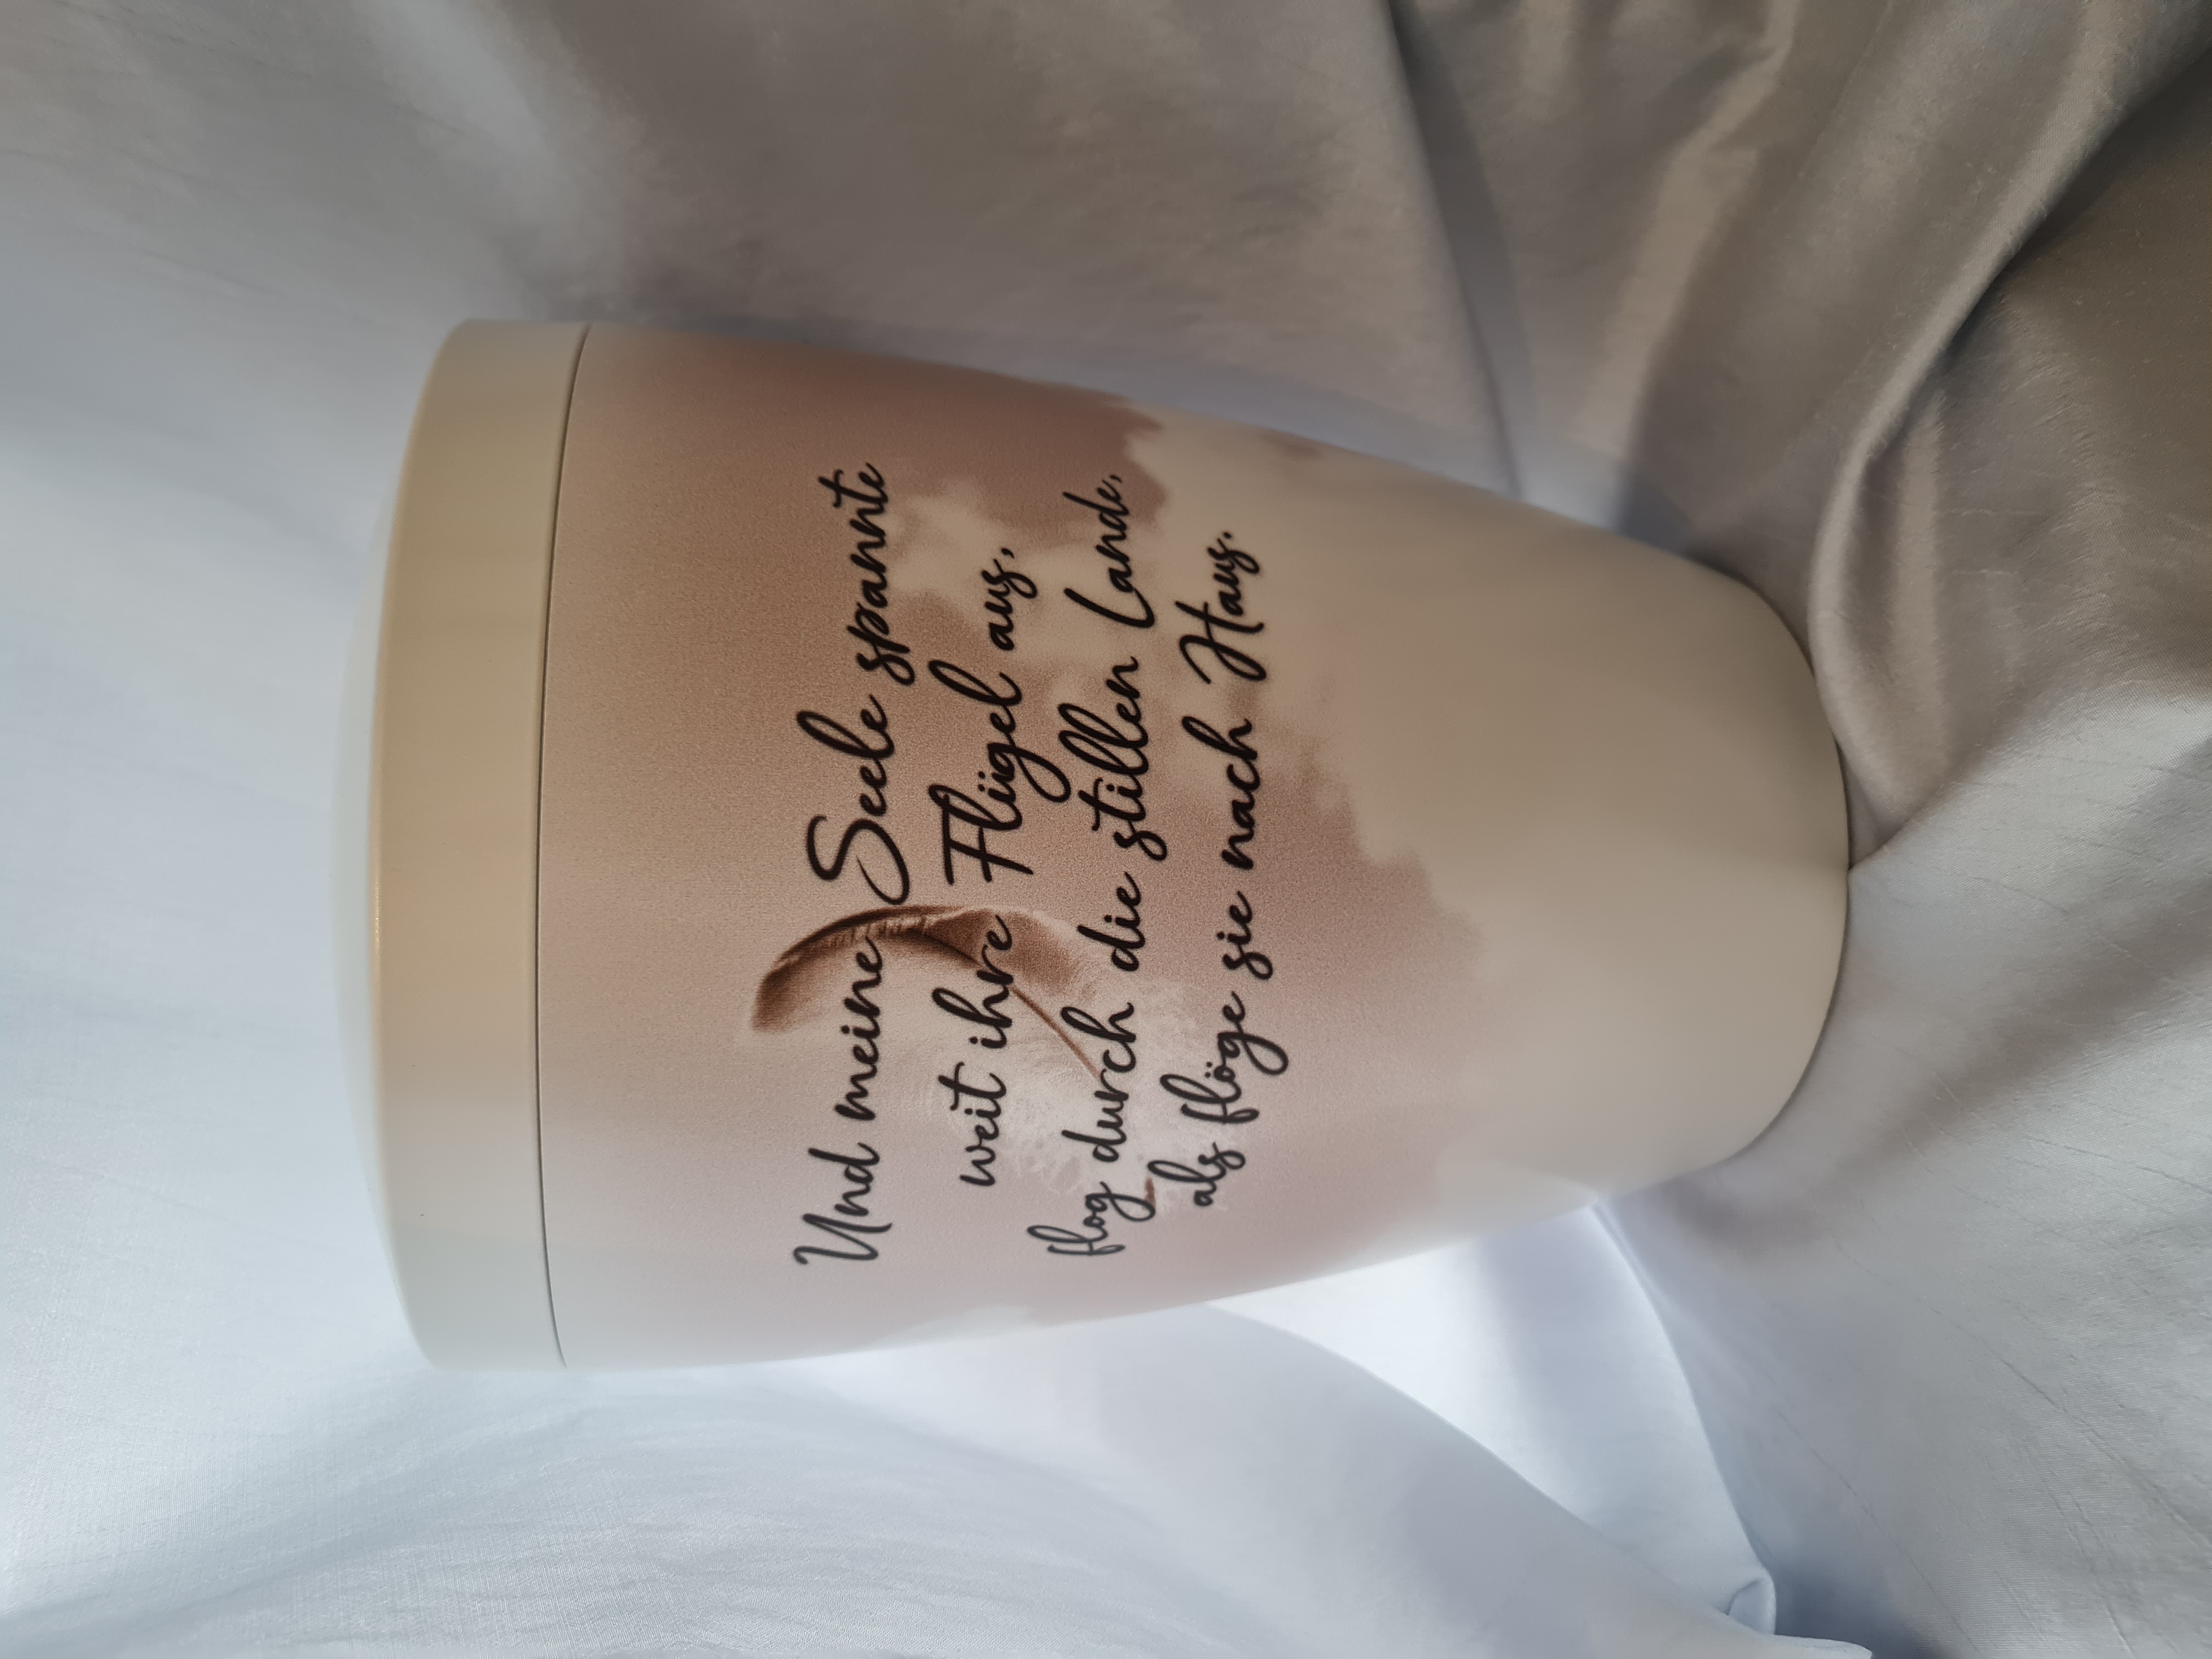 Und meine Seele spannte
weit ihre Flügel aus,
flog durch die stillen Lande,
als flöge sie nach Haus.